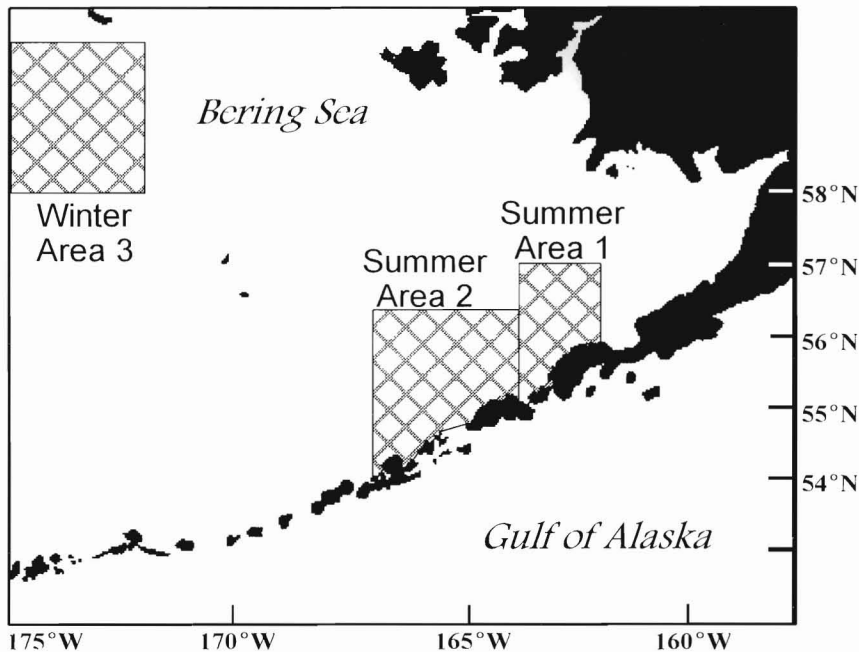 Bering Sea
Winter
Area 3
Summer
Area 1
Summer
Area 2
58°N
57°N
56°N
55°N
54°N
Gulf of Alaska
175°W
170°W
165°W
160°W